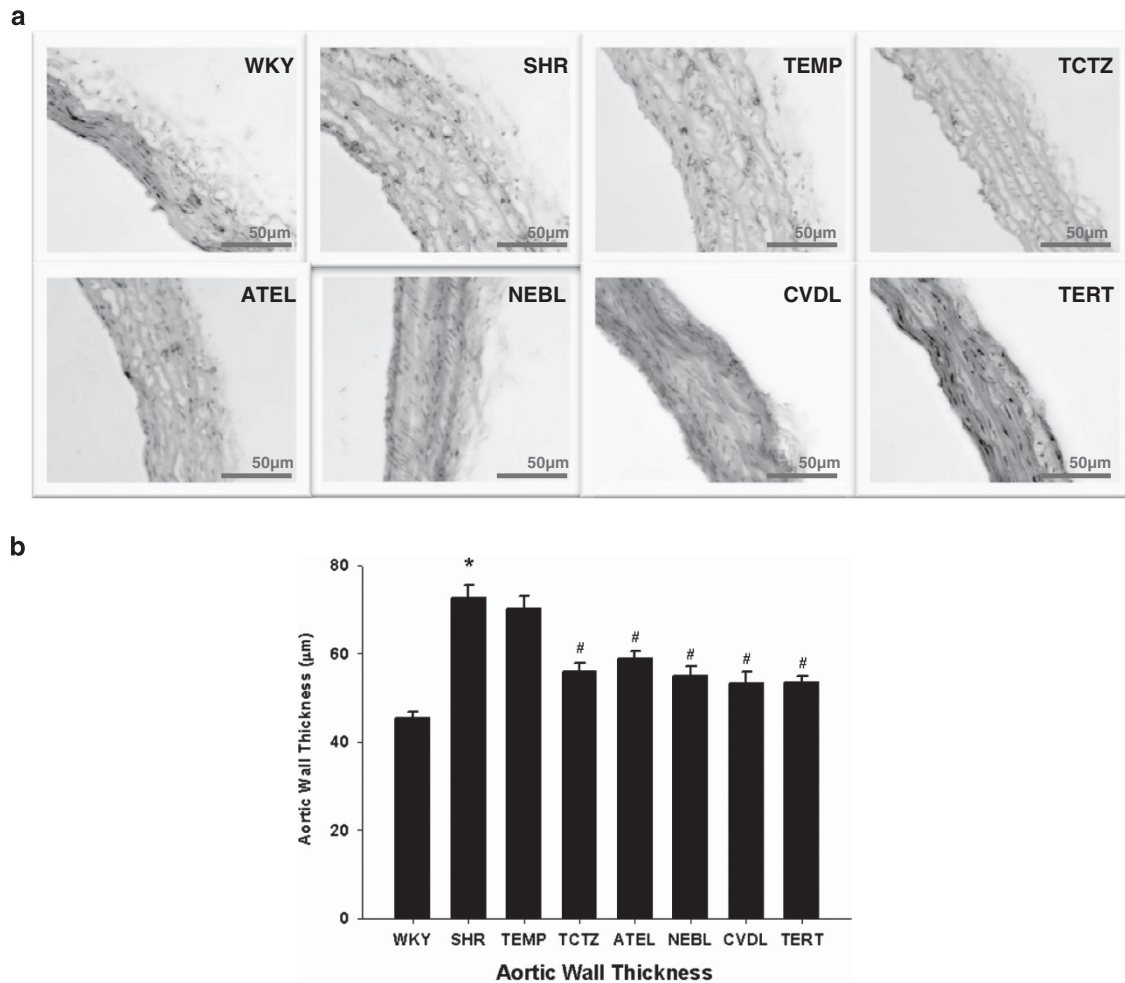 a
WKY
SHR
TEMP
TCTZ
50μm
50μm
50μm
50μm
ATEL
NEBL
CVDL
TERT
50μm
50μm
50μm
50μm
b
Aortic Wall Thickness (μm)
80
60
40
20
0
*
#
#
#
#
#
WKY
SHR
TEMP
TCTZ
ATEL
NEBL
CVDL
TERT
Aortic Wall Thickness